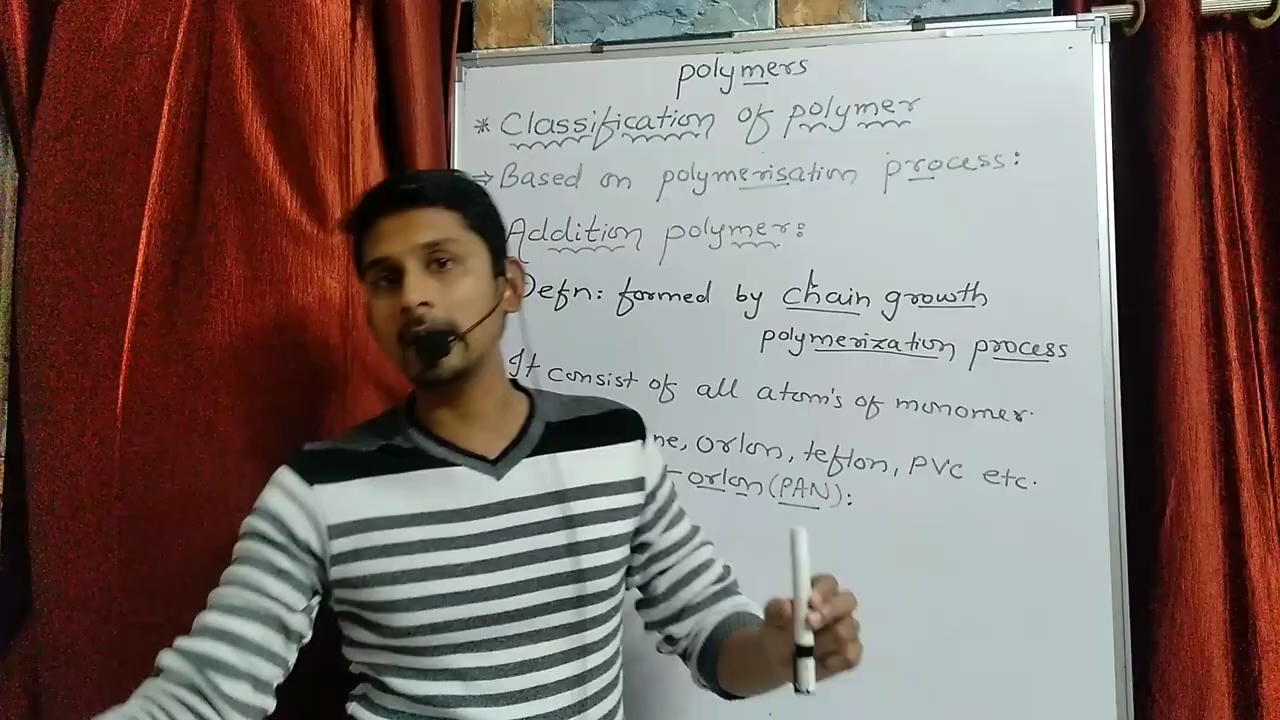 polymers
* Classification of polymer
⇒ Based on polymerisation process:
Addition polymer:
Defn: formed by chain growth
polymerization process
It consist of all atom's of monomer.
ne, orlon, teflon, PVC etc.
orlon (PAN):